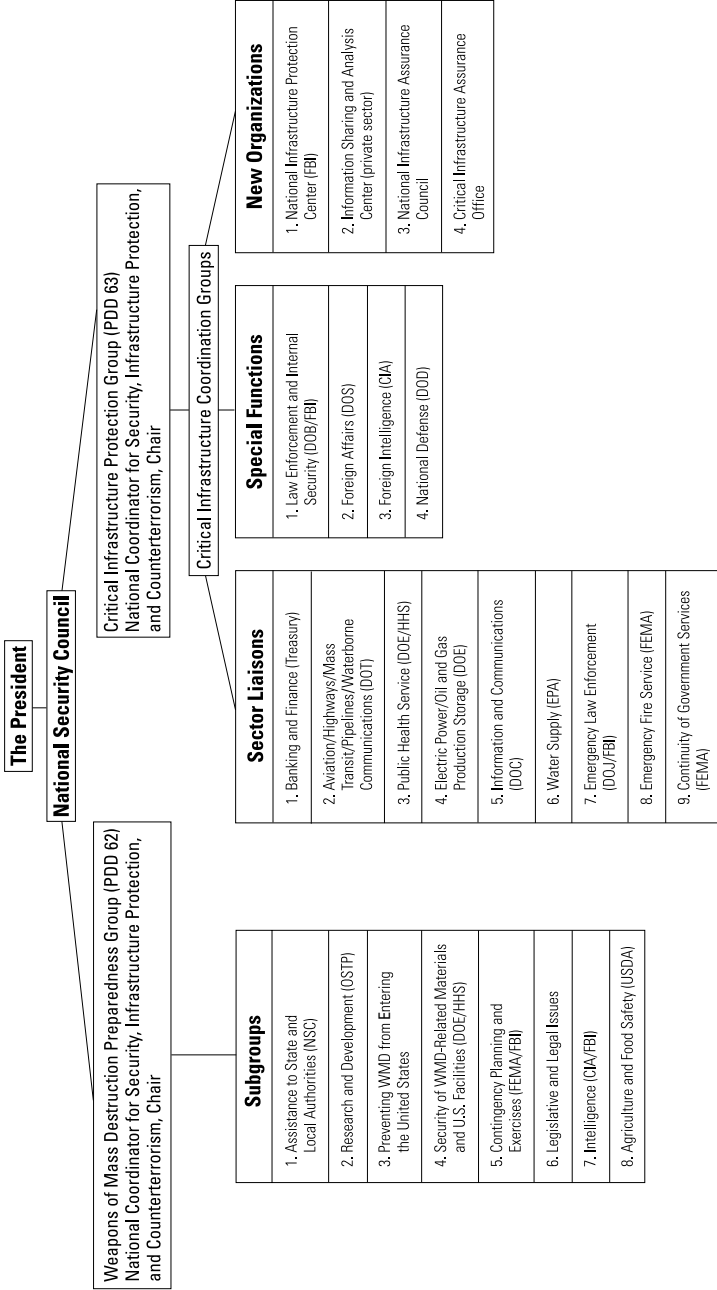 The President
National Security Council
Weapons of Mass Destruction Preparedness Group (PDD 62)
National Coordinator for Security, Infrastructure Protection,
and Counterterrorism, Chair
Critical Infrastructure Protection Group (PDD 63)
National Coordinator for Security, Infrastructure Protection,
and Counterterrorism, Chair
Critical Infrastructure Coordination Groups
Subgroups
1. Assistance to State and
Local Authorities (NSC)
2. Research and Development (OSTP)
3. Preventing WMD from Entering
the United States
4. Security of WMD-Related Materials
and U.S. Facilities (DOE/HHS)
5. Contingency Planning and
Exercises (FEMA/FBI)
6. Legislative and Legal Issues
7. Intelligence (CIA/FBI)
8. Agriculture and Food Safety (USDA)
Sector Liaisons
1. Banking and Finance (Treasury)
2. Aviation/Highways/Mass
Transit/Pipelines/Waterborne
Communications (DOT)
3. Public Health Service (DOE/HHS)
4. Electric Power/Oil and Gas
Production Storage (DOE)
5. Information and Communications
(DOC)
6. Water Supply (EPA)
7. Emergency Law Enforcement
(DOJ/FBI)
8. Emergency Fire Service (FEMA)
9. Continuity of Government Services
(FEMA)
Special Functions
1. Law Enforcement and Internal
Security (DOB/FBI)
2. Foreign Affairs (DOS)
3. Foreign Intelligence (CIA)
4. National Defense (DOD)
New Organizations
1. National Infrastructure Protection
Center (FBI)
2. Information Sharing and Analysis
Center (private sector)
3. National Infrastructure Assurance
Council
4. Critical Infrastructure Assurance
Office